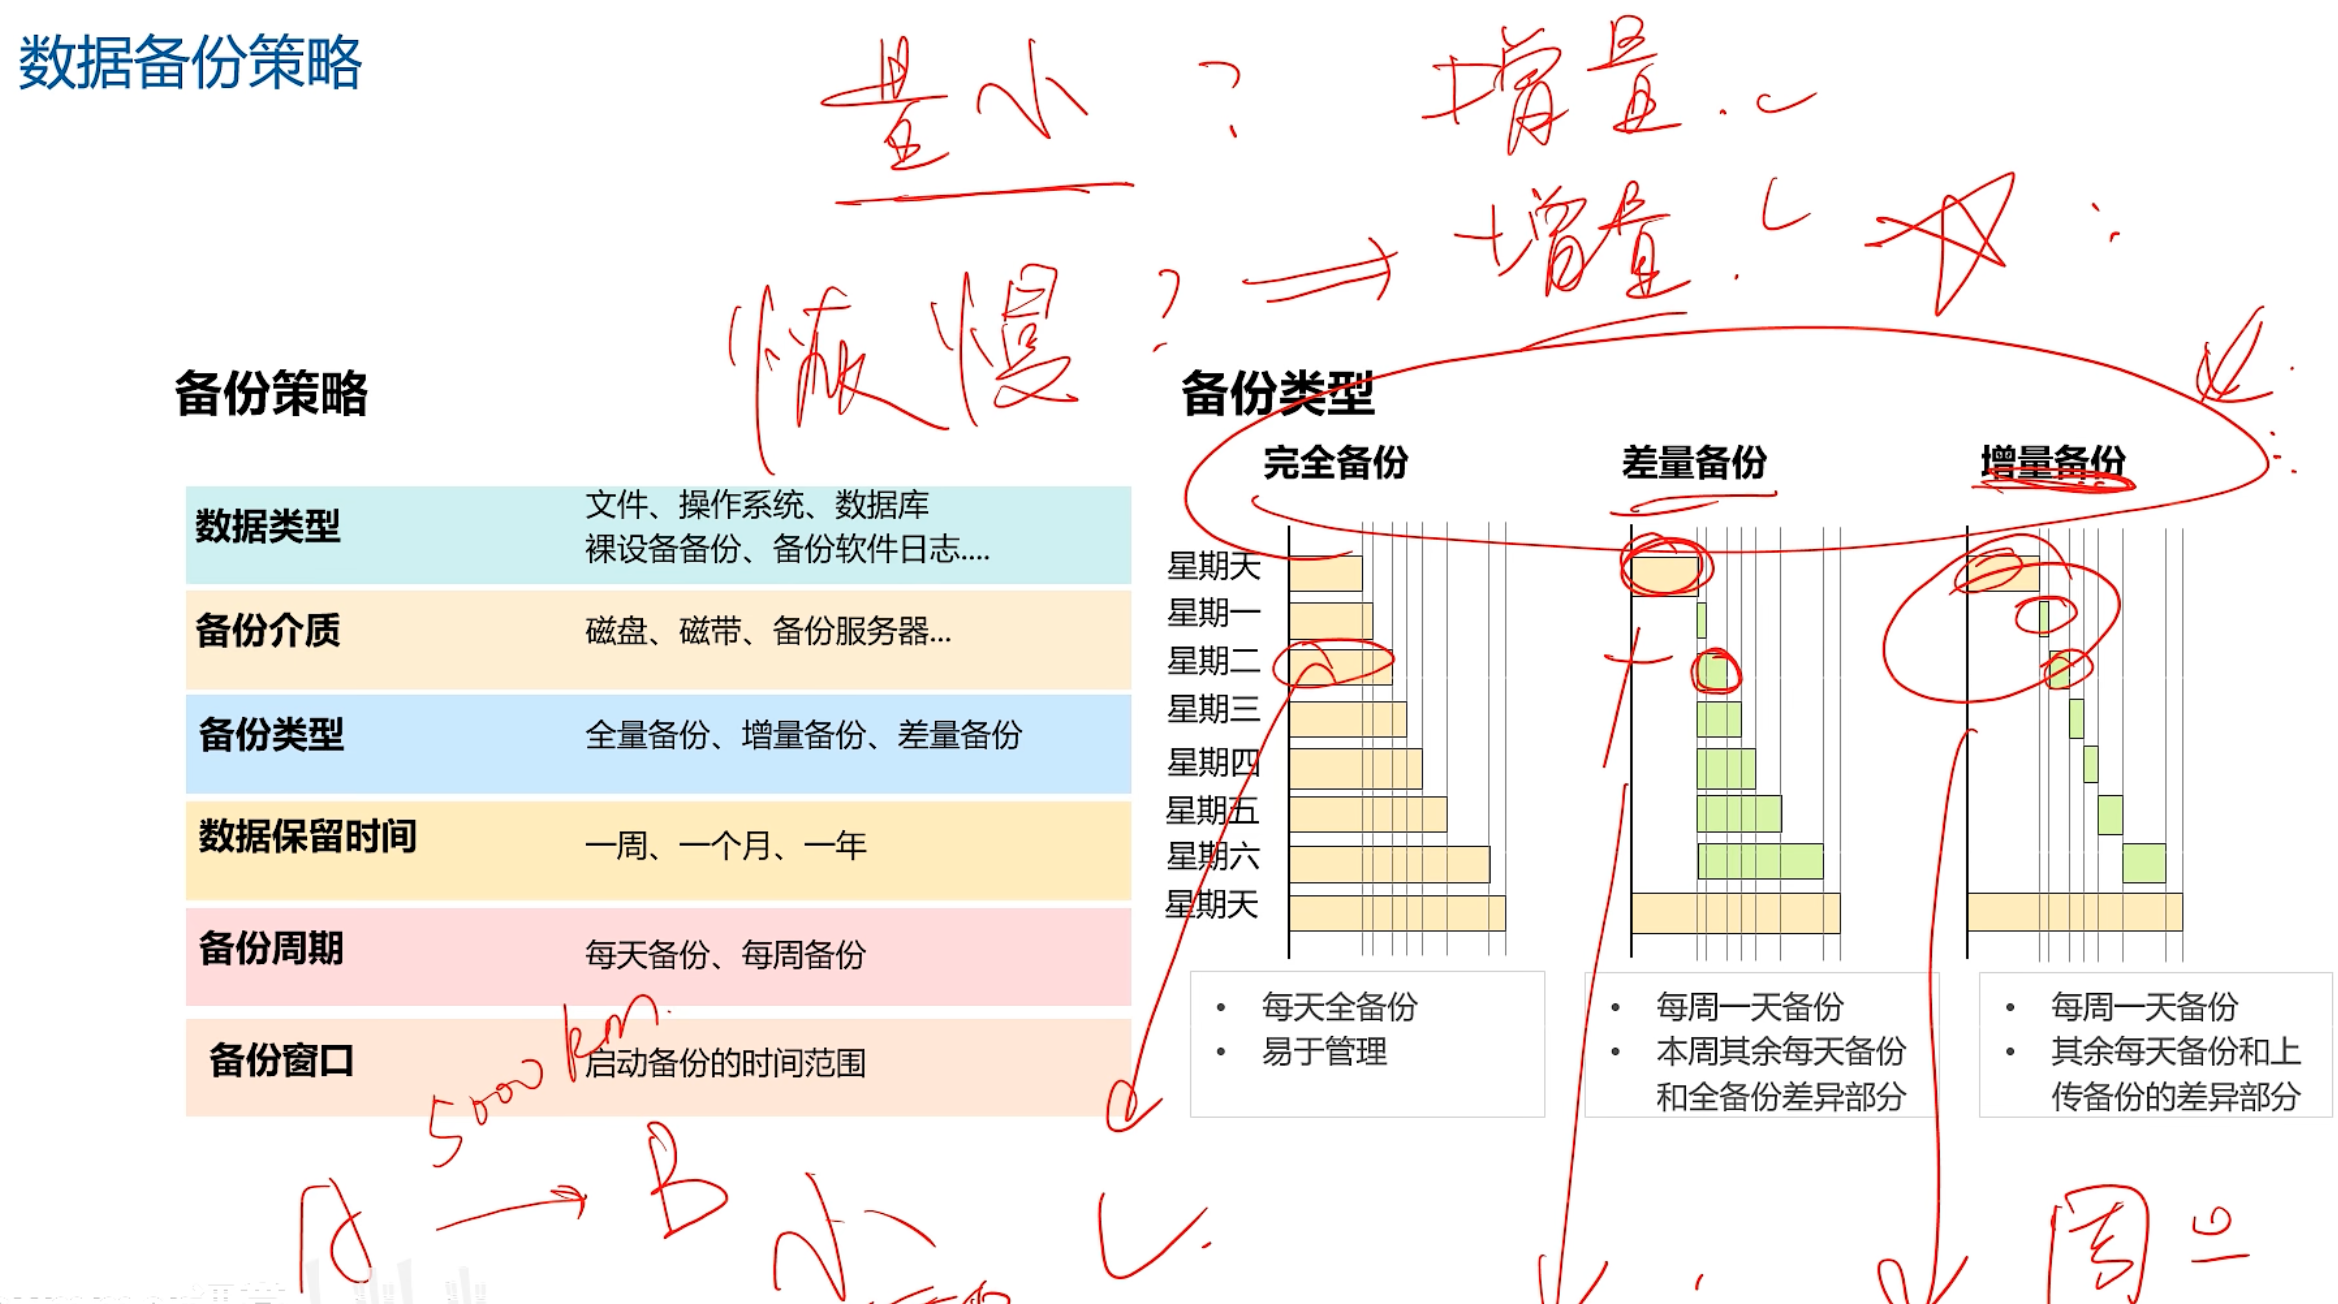 数据备份策略
量小 ? 增量.
恢慢 ? 增量.
备份策略
数据类型
文件、操作系统、数据库
裸设备备份、备份软件日志....
备份介质
磁盘、磁带、备份服务器...
备份类型
全量备份、增量备份、差量备份
数据保留时间
一周、一个月、一年
备份周期
每天备份、每周备份
备份窗口
启动备份的时间范围
5000 km.
A B
小
备份类型
完全备份 差量备份 增量备份
星期天
星期一
星期二
星期三
星期四
星期五
星期六
星期天
• 每天全备份
• 易于管理
• 每周一天备份
• 本周其余每天备份
和全备份差异部分
• 每周一天备份
• 其余每天备份和上
传备份的差异部分
周二